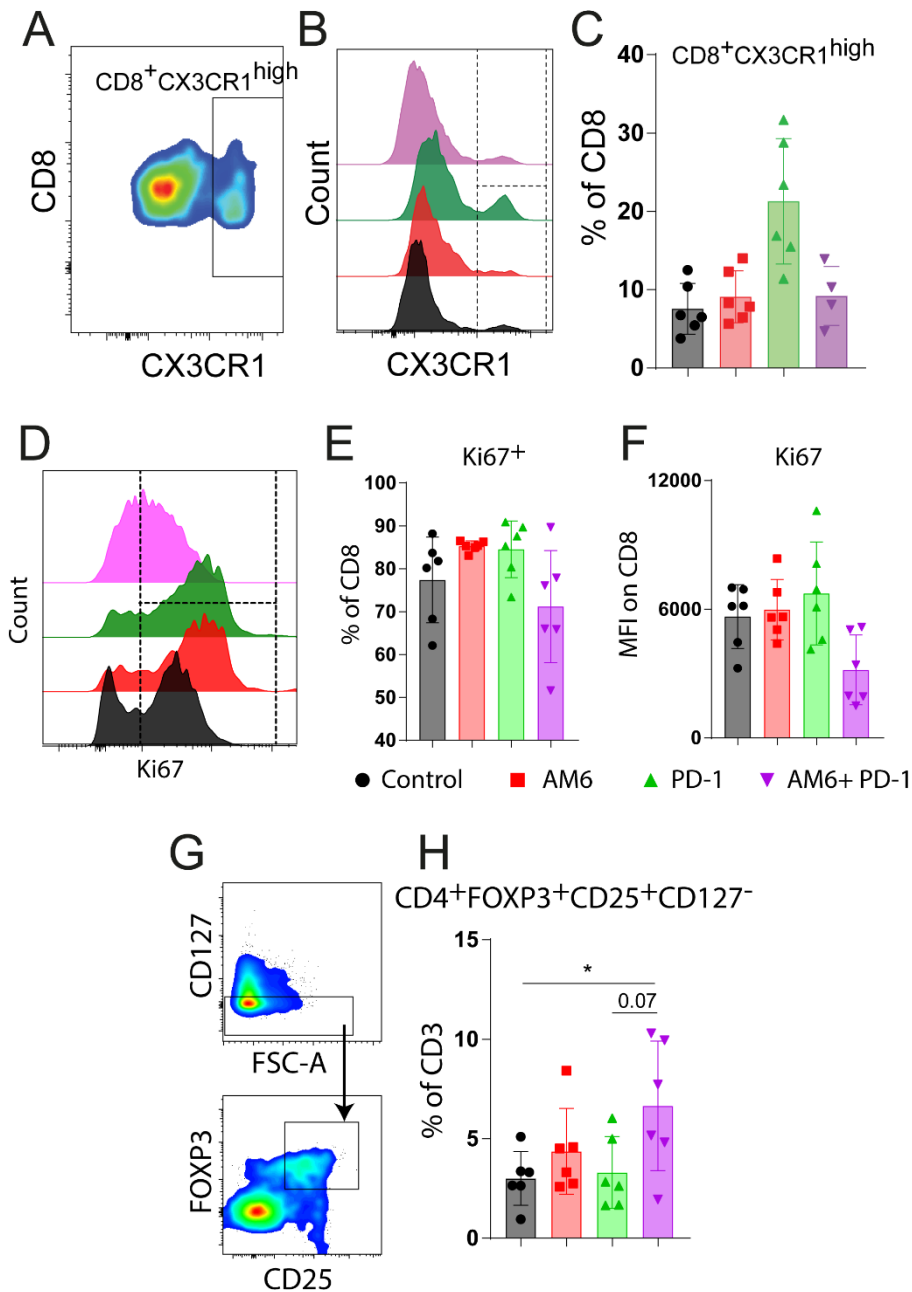 A
CD8⁺CX3CR1ʰⁱᵍʰ
CD8
CX3CR1
B
Count
CX3CR1
C
CD8⁺CX3CR1ʰⁱᵍʰ
% of CD8
40
30
20
10
0
D
Count
Ki67
E
Ki67⁺
% of CD8
100
90
80
70
60
50
40
F
Ki67
MFI on CD8
12000
6000
0
Control AM6 PD-1 AM6+ PD-1
G
CD127
FSC-A
FOXP3
CD25
H
CD4⁺FOXP3⁺CD25⁺CD127⁻
% of CD3
15
10
5
0
*
0.07